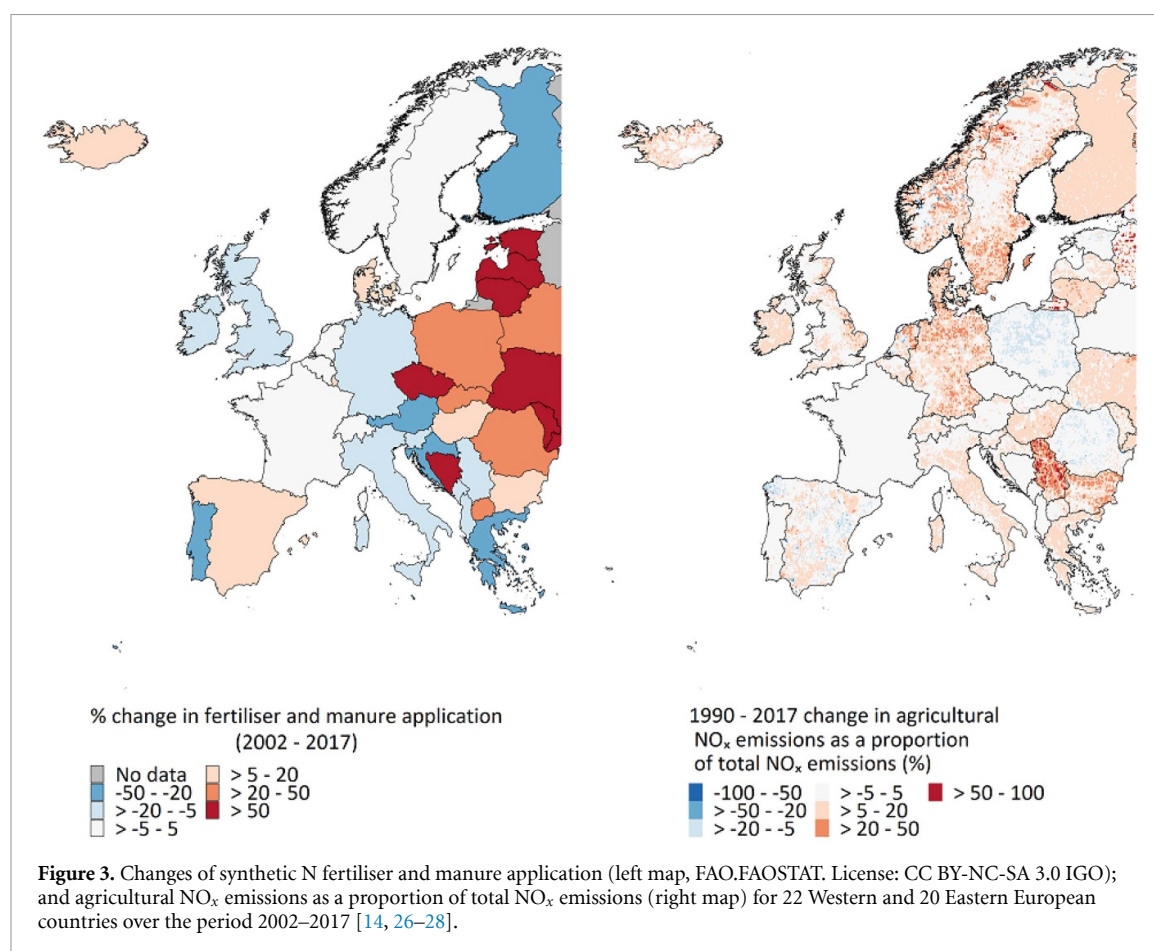 % change in fertiliser and manure application
(2002 - 2017)
No data
-50 - -20
> -20 - -5
> -5 - 5
> 5 - 20
> 20 - 50
> 50
1990 - 2017 change in agricultural
NOₓ emissions as a proportion
of total NOₓ emissions (%)
-100 - -50
> -50 - -20
> -20 - -5
> -5 - 5
> 5 - 20
> 20 - 50
> 50 - 100
Figure 3. Changes of synthetic N fertiliser and manure application (left map, FAO.FAOSTAT. License: CC BY-NC-SA 3.0 IGO);
and agricultural NOₓ emissions as a proportion of total NOₓ emissions (right map) for 22 Western and 20 Eastern European
countries over the period 2002–2017 [14, 26–28].